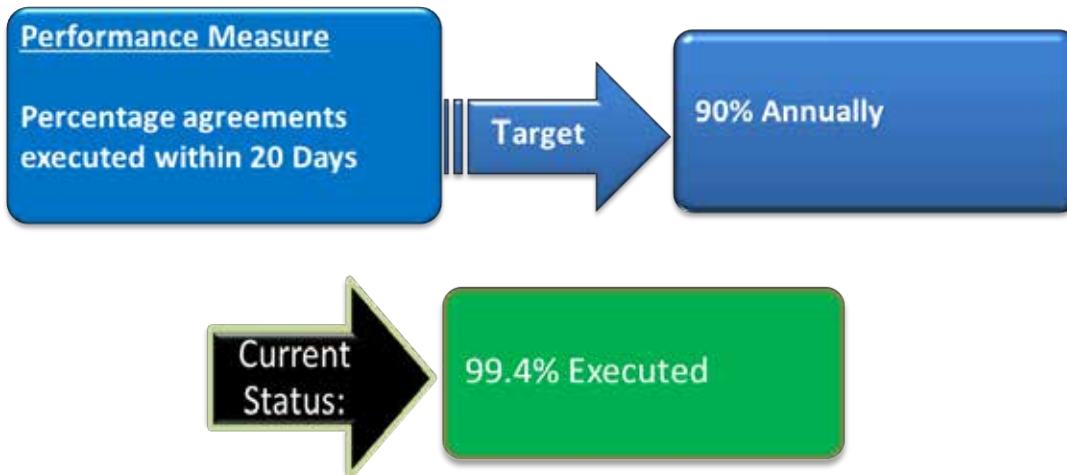 Performance Measure
Percentage agreements
executed within 20 Days
Target
90% Annually
Current
Status:
99.4% Executed